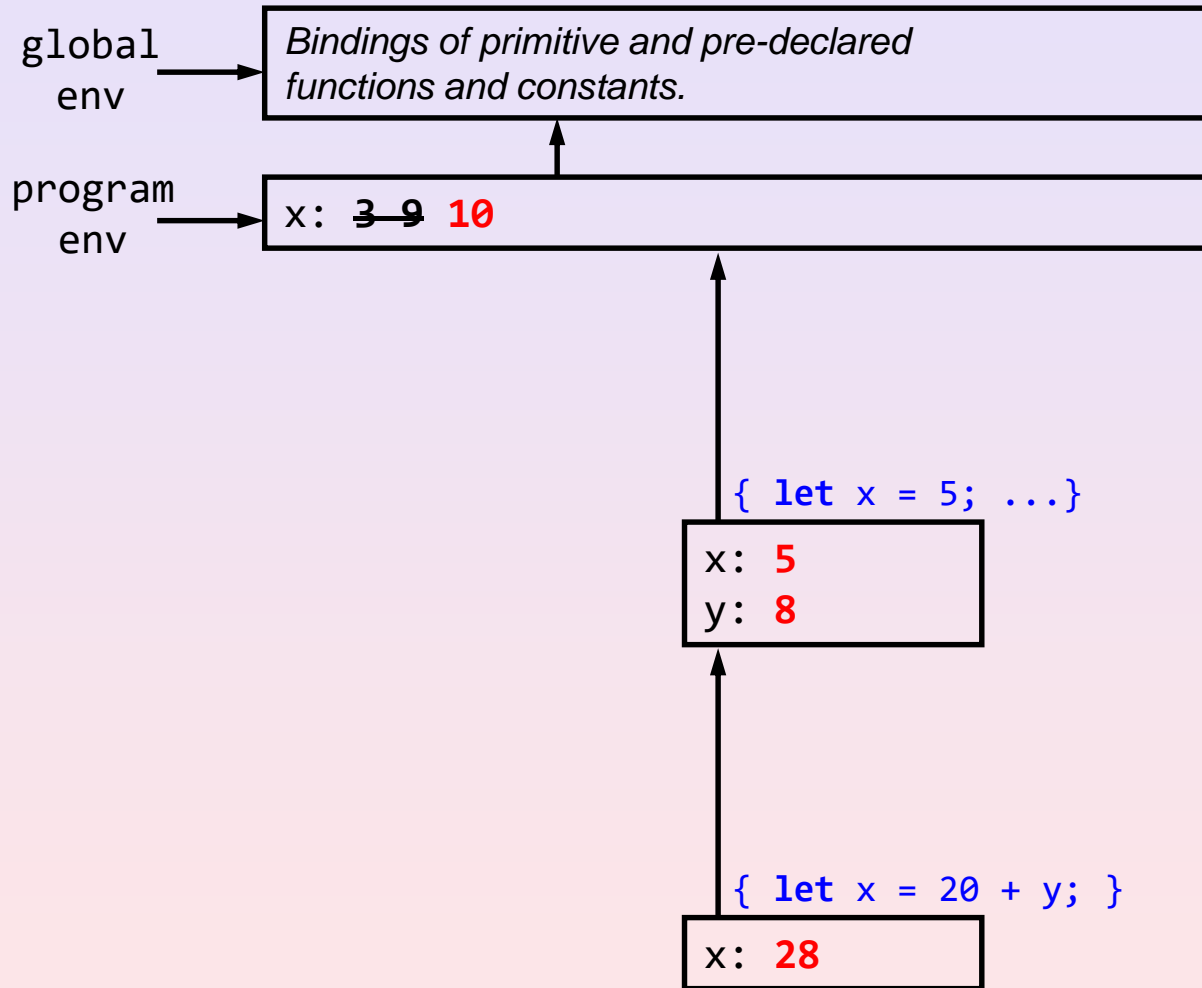 global
env
Bindings of primitive and pre-declared
functions and constants.
program
env
x: 3 9 10
{ let x = 5; ...}
x: 5
y: 8
{ let x = 20 + y; }
x: 28